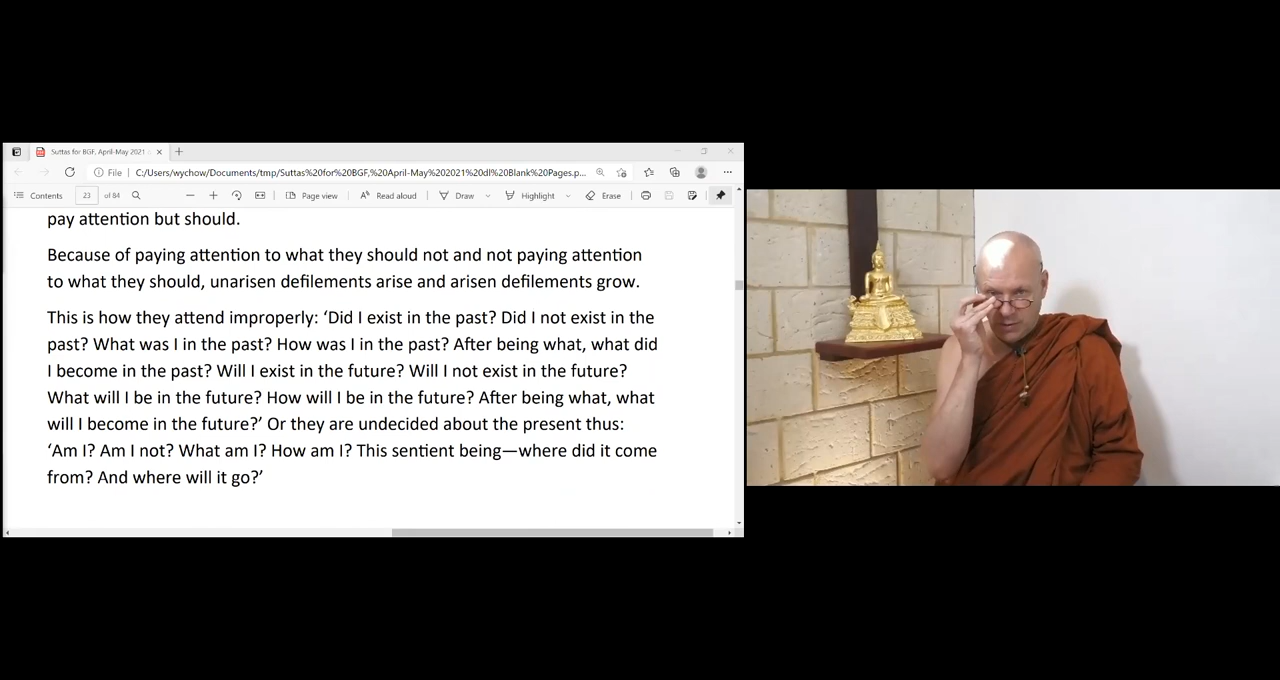 Suttas for BGF, April-May 2021
File
C:/Users/wychow/Documents/tmp/Suttas%20for%20BGF,%20April-May%202021%20dl%20Blank%20Pages.p...
Contents
23 of 84
Page view
Read aloud
Draw
Highlight
Erase
pay attention but should.
Because of paying attention to what they should not and not paying attention
to what they should, unarisen defilements arise and arisen defilements grow.
This is how they attend improperly: ‘Did I exist in the past? Did I not exist in the
past? What was I in the past? How was I in the past? After being what, what did
I become in the past? Will I exist in the future? Will I not exist in the future?
What will I be in the future? How will I be in the future? After being what, what
will I become in the future?’ Or they are undecided about the present thus:
‘Am I? Am I not? What am I? How am I? This sentient being—where did it come
from? And where will it go?’